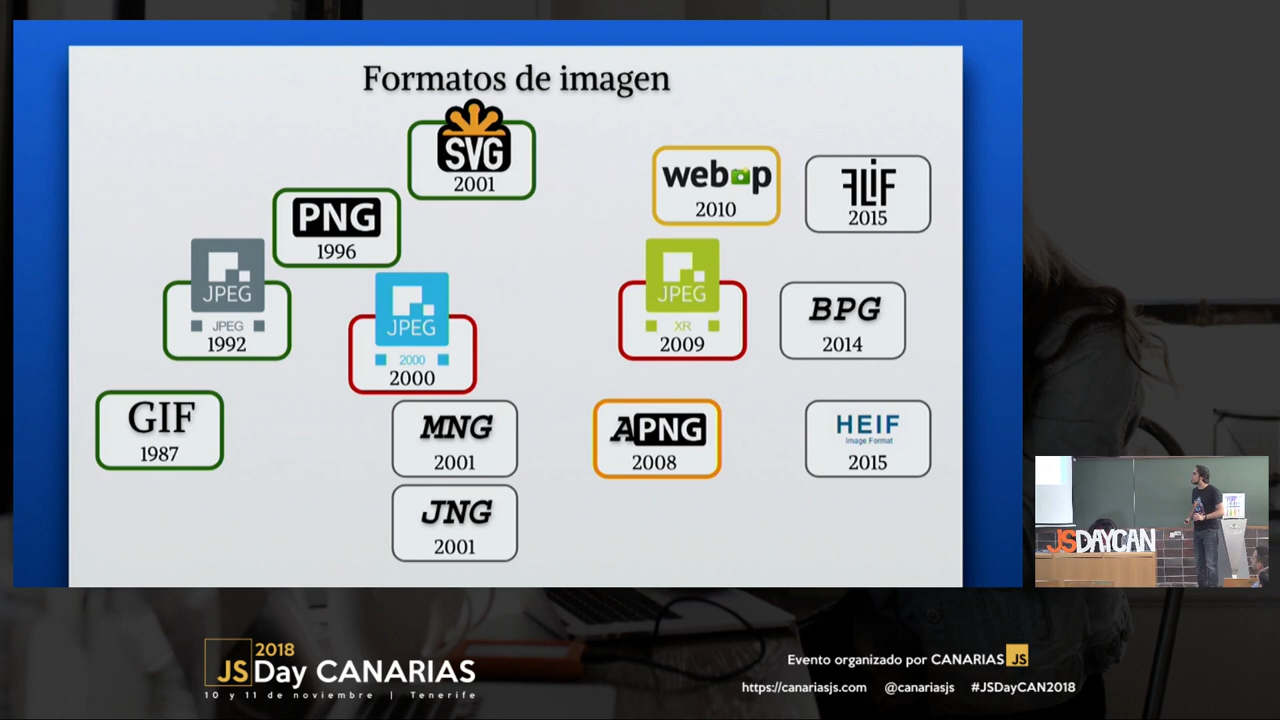 Formatos de imagen
SVG
2001
webp
2010
FLIF
2015
PNG
1996
JPEG
JPEG
1992
JPEG
2000
2000
JPEG
XR
2009
BPG
2014
GIF
1987
MNG
2001
APNG
2008
HEIF
Image Format
2015
JNG
2001
JSDAYCAN
2018
JSDay CANARIAS
10 y 11 de noviembre | Tenerife
Evento organizado por CANARIAS JS
https://canariasjs.com @canariasjs #JSDayCAN2018